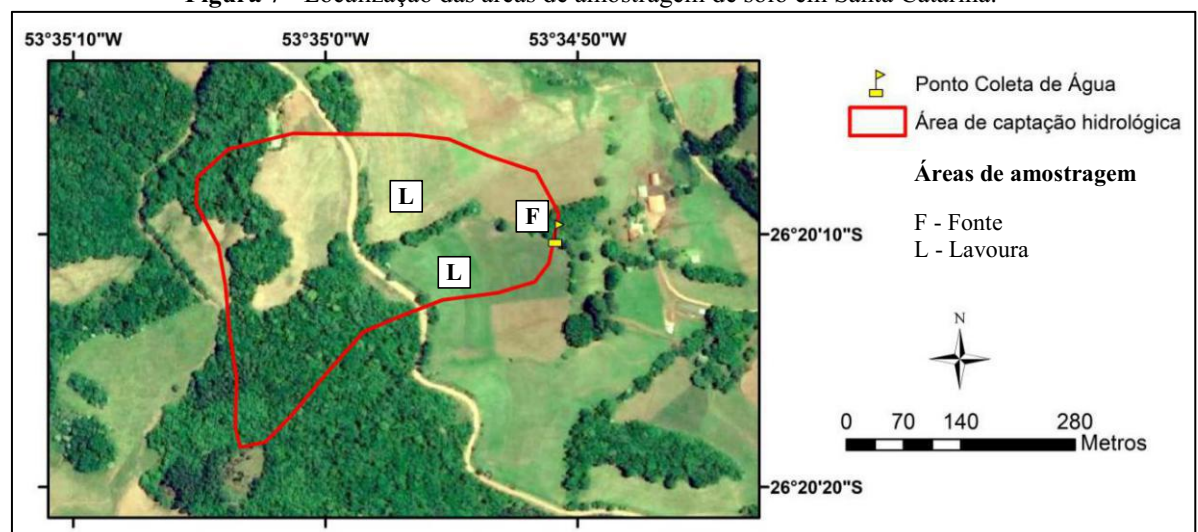 Figura 7 - Localização das áreas de amostragem de solo em Santa Catarina.
53°35'10"W 53°35'0"W 53°34'50"W
Ponto Coleta de Água
Área de captação hidrológica
Áreas de amostragem
F - Fonte
L - Lavoura
L
F
L
26°20'10"S
N
0 70 140 280
Metros
26°20'20"S